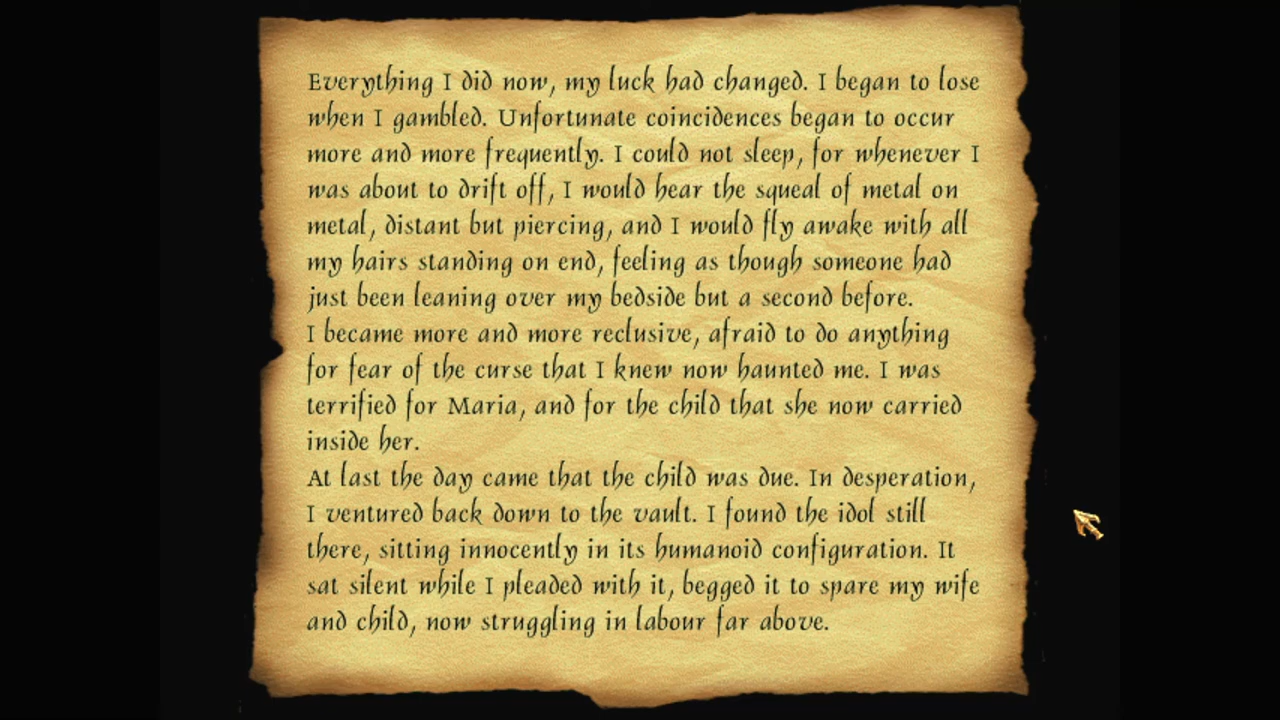 Everything I did now, my luck had changed. I began to lose
when I gambled. Unfortunate coincidences began to occur
more and more frequently. I could not sleep, for whenever I
was about to drift off, I would hear the squeal of metal on
metal, distant but piercing, and I would fly awake with all
my hairs standing on end, feeling as though someone had
just been leaning over my bedside but a second before.
I became more and more reclusive, afraid to do anything
for fear of the curse that I knew now haunted me. I was
terrified for Maria, and for the child that she now carried
inside her.
At last the day came that the child was due. In desperation,
I ventured back down to the vault. I found the idol still
there, sitting innocently in its humanoid configuration. It
sat silent while I pleaded with it, begged it to spare my wife
and child, now struggling in labour far above.